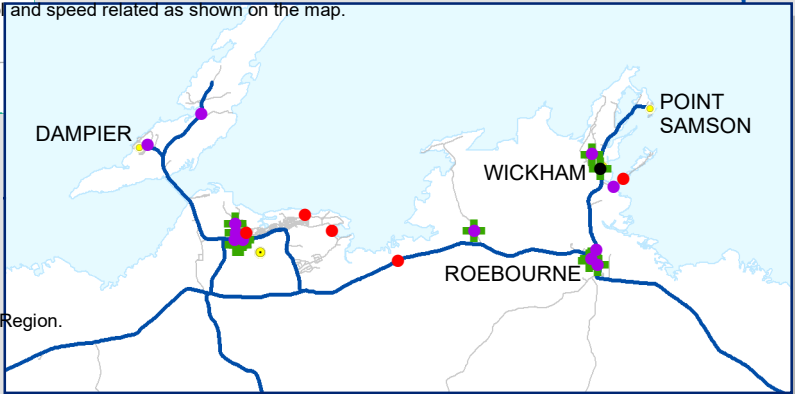 and speed related as shown on the map.
DAMPIER
POINT
SAMSON
WICKHAM
ROEBOURNE
Region.